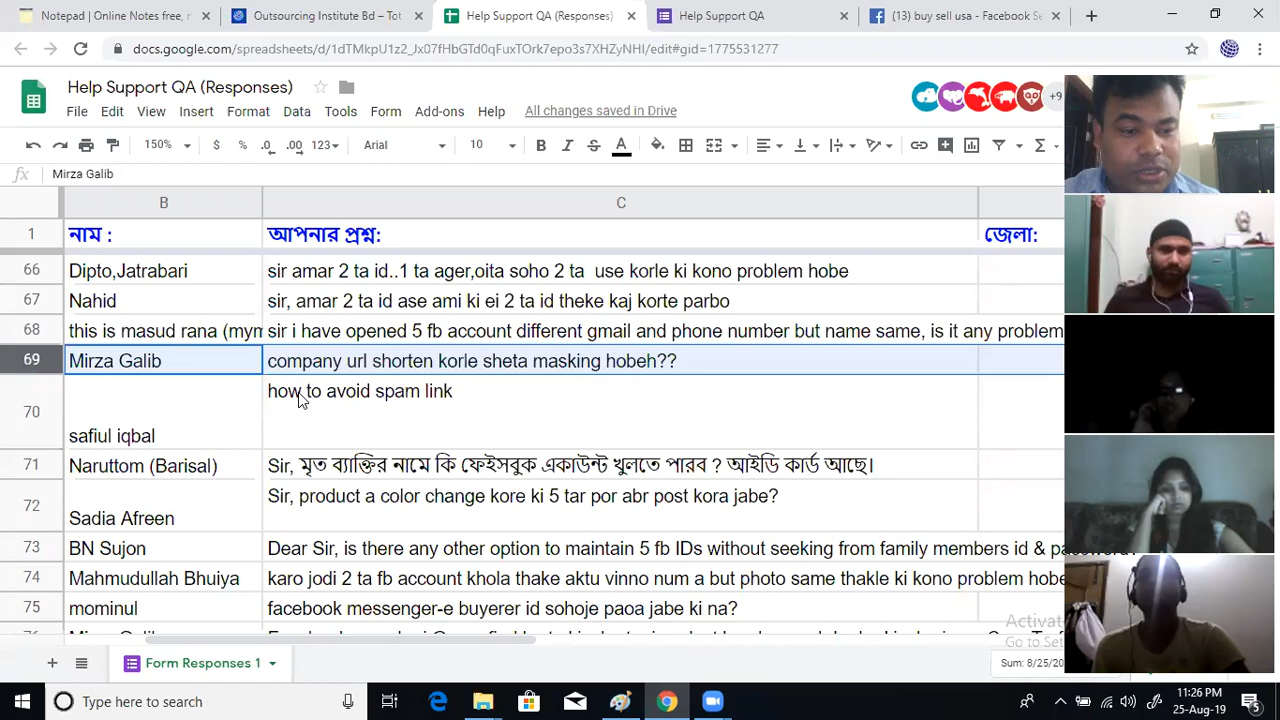 Notepad | Online Notes free, n
Outsourcing Institute Bd – Tot
Help Support QA (Responses)
Help Support QA
(13) buy sell usa - Facebook Se
docs.google.com/spreadsheets/d/1dTMkpU1z2_Jx07fHbGTd0qFuxTOrk7epo3s7XHZyNHI/edit#gid=1775531277
Help Support QA (Responses)
+9
File Edit View Insert Format Data Tools Form Add-ons Help All changes saved in Drive
150% $ % .0 .00 123 Arial 10 B I S A
fx Mirza Galib
B C
1 নাম : আপনার প্রশ্ন: জেলা:
66 Dipto,Jatrabari sir amar 2 ta id..1 ta ager,oita soho 2 ta use korle ki kono problem hobe
67 Nahid sir, amar 2 ta id ase ami ki ei 2 ta id theke kaj korte parbo
68 this is masud rana (mym sir i have opened 5 fb account different gmail and phone number but name same, is it any problem
69 Mirza Galib company url shorten korle sheta masking hobeh??
70 safiul iqbal how to avoid spam link
71 Naruttom (Barisal) Sir, মৃত ব্যাক্তির নামে কি ফেইসবুক একাউন্ট খুলতে পারব ? আইডি কার্ড আছে।
72 Sadia Afreen Sir, product a color change kore ki 5 tar por abr post kora jabe?
73 BN Sujon Dear Sir, is there any other option to maintain 5 fb IDs without seeking from family members id &
74 Mahmudullah Bhuiya karo jodi 2 ta fb account khola thake aktu vinno num a but photo same thakle ki kono problem hobe
75 mominul facebook messenger-e buyerer id sohoje paoa jabe ki na?
Activat
Go to Set
Form Responses 1
Sum: 8/25/20
Type here to search
11:26 PM
25-Aug-19
5